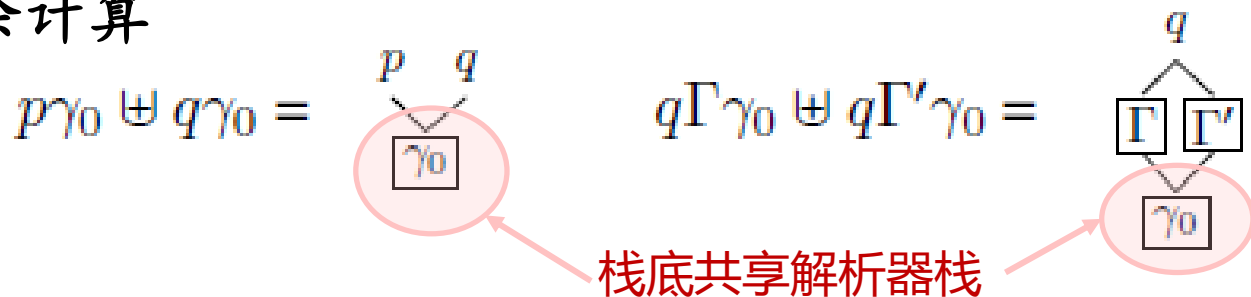 计算
p q
q
pγ₀ ⊎ qγ₀ =
γ₀
qΓγ₀ ⊎ qΓ′γ₀ =
Γ Γ′
γ₀
栈底共享解析器栈